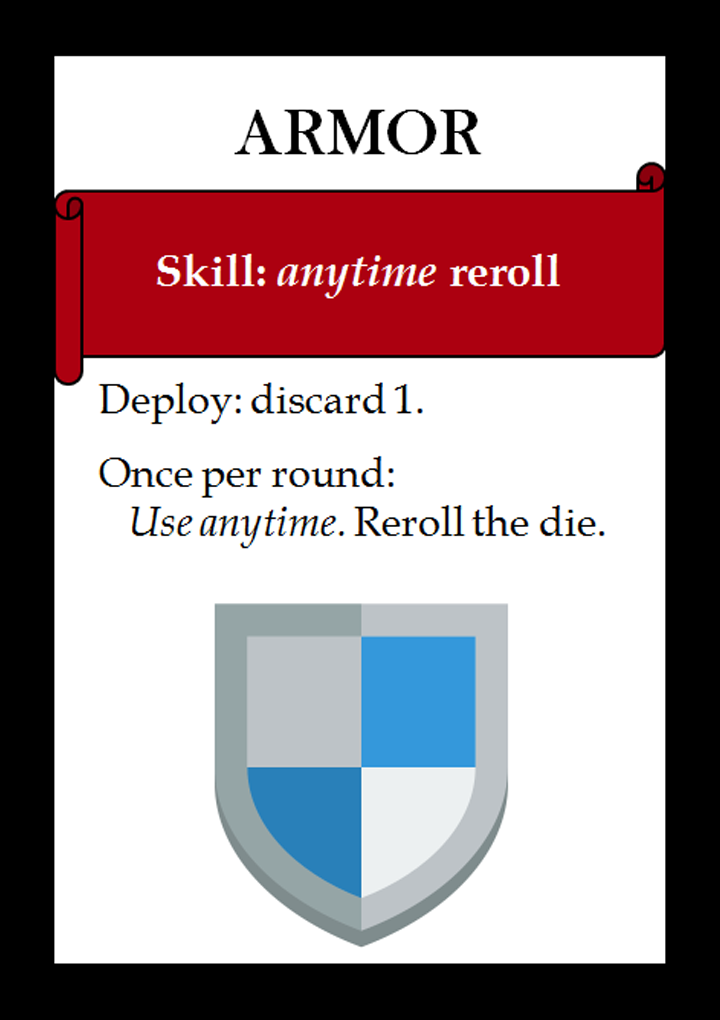 ARMOR
Skill: anytime reroll
Deploy: discard 1.
Once per round:
Use anytime. Reroll the die.